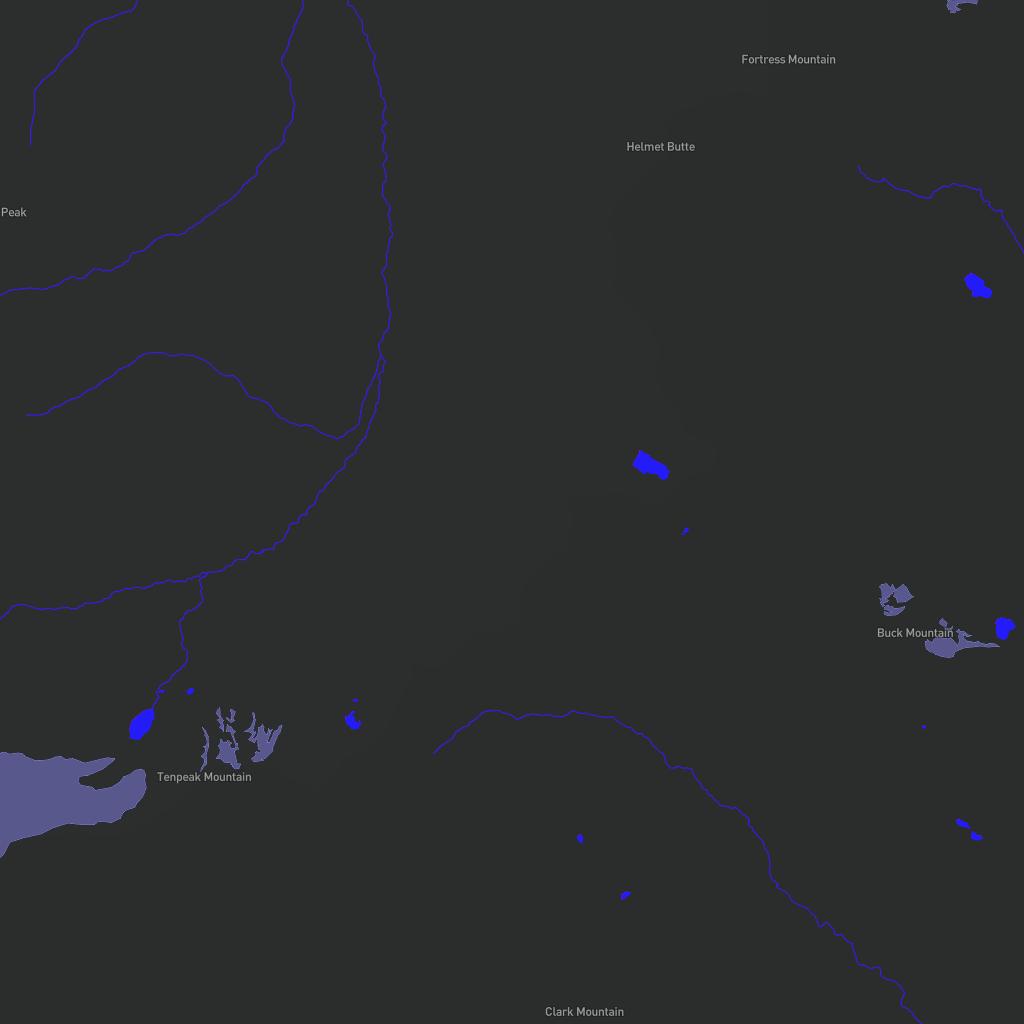 Fortress Mountain
Helmet Butte
Peak
Buck Mountain
Tenpeak Mountain
Clark Mountain